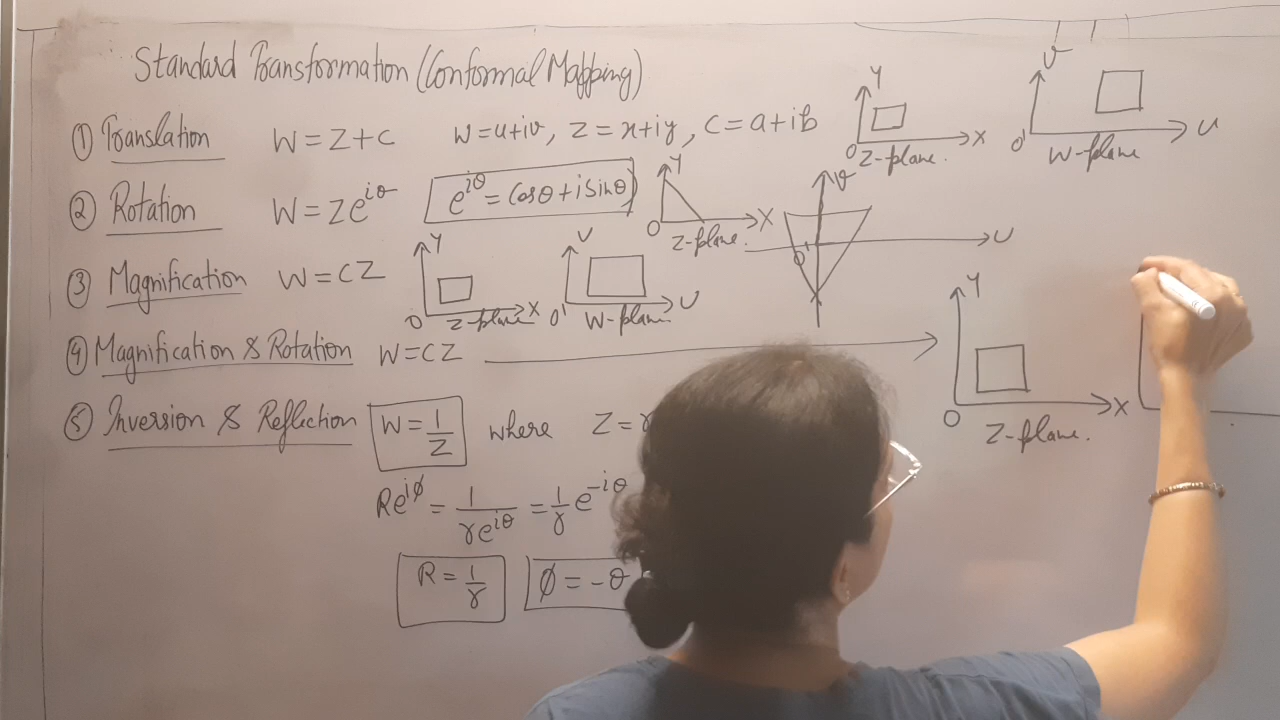 Standard Transformation (Conformal Mapping)
① Translation W = Z + C W = u + iv, Z = x + iy, C = a + ib
Y O X Z-plane.
V O' U W-plane
② Rotation W = Ze^{iθ} e^{iθ} = Cosθ + i Sinθ
Y O X Z-plane.
V O' U
③ Magnification W = CZ
Y O X Z-plane
V O' U W-plane
④ Magnification & Rotation W = CZ
Y O X Z-plane.
⑤ Inversion & Reflection W = 1/Z where Z =
Re^{iø} = 1/re^{iθ} = 1/r e^{-iθ}
R = 1/r ø = -θ